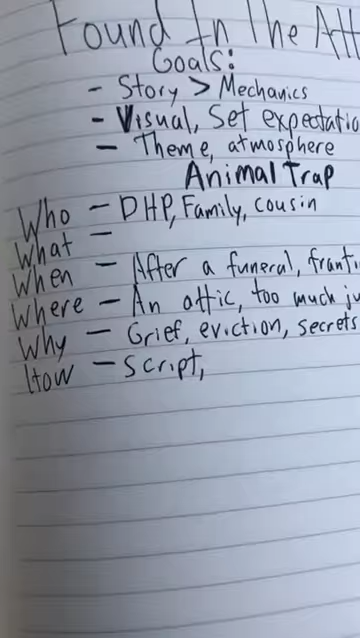 Found In The Att
Goals:
- Story > Mechanics
- Visual, Set expectatio
- Theme, atmosphere
Animal Trap
Who - DHP, Family, cousin
What -
When - After a funeral, franti
Where - An attic, too much ju
Why - Grief, eviction, secrets
How - script,